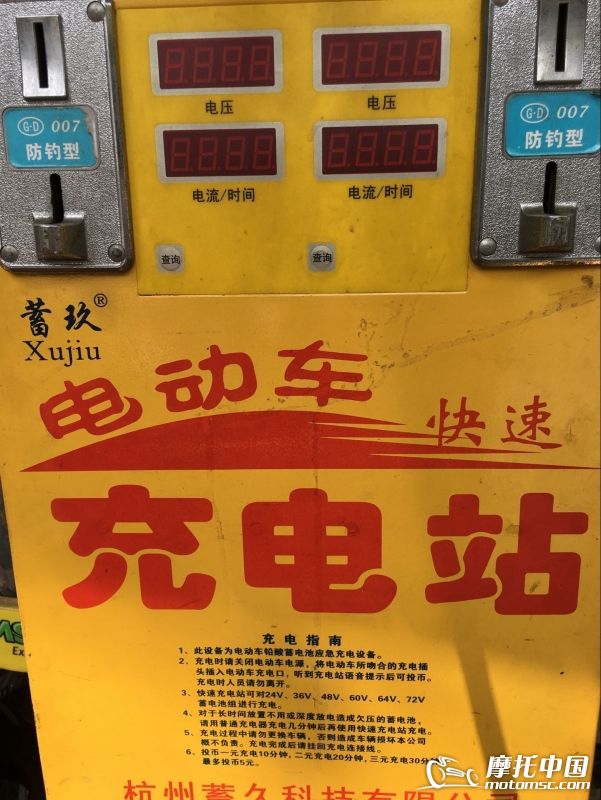 G·D 007
防钓型
电压
电压
G·D 007
防钓型
电流/时间
电流/时间
查询
查询
蓄玖®
Xujiu
电动车
快速
充电站
充电指南
1、此设备为电动车铅酸蓄电池应急充电设备。
2、充电时请关闭电动车电源，将电动车所吻合的充电插
头插入电动车充电口，听到充电站语音提示后可投币。
充电时人员请勿离开。
3、快速充电站可对24V、36V、48V、60V、64V、72V
蓄电池组进行充电。
4、对于长时间放置不用或深度放电造成欠压的蓄电池，
请用普通充电器充电几分钟后再使用快速充电站充电。
5、充电过程中请勿更换车辆，否则造成车辆损坏本公司
概不负责。充电完成后请挂回充电连接线。
6、投币一元充电10分钟，二元充电20分钟，三元充电30分
最多投币5元。
杭州蓄久科技有限公司
摩托中国
www.motomsc.com